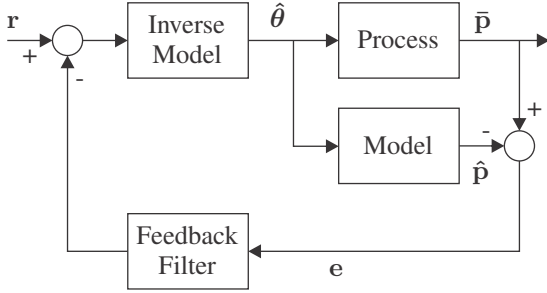 r
+
-
Inverse
Model
θ̂
Process
p̄
+
Model
-
p̂
Feedback
Filter
e